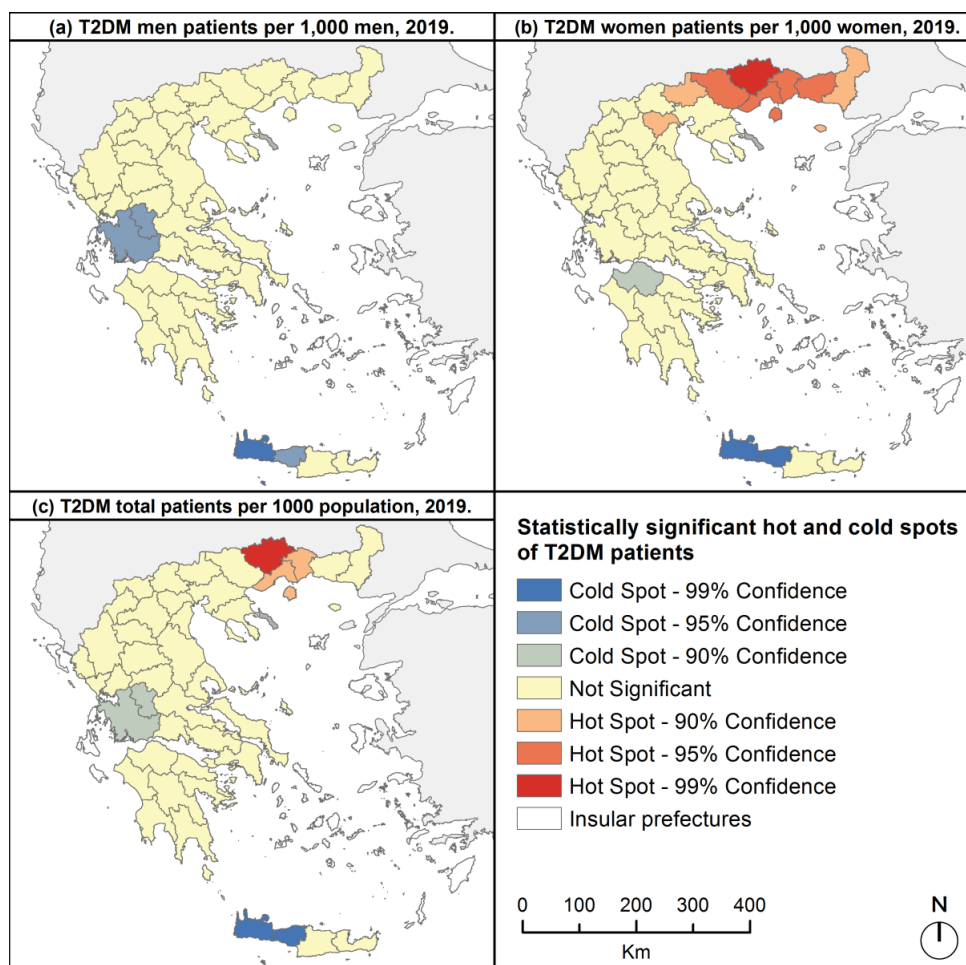 (a) T2DM men patients per 1,000 men, 2019.
(b) T2DM women patients per 1,000 women, 2019.
(c) T2DM total patients per 1000 population, 2019.
Statistically significant hot and cold spots
of T2DM patients
Cold Spot - 99% Confidence
Cold Spot - 95% Confidence
Cold Spot - 90% Confidence
Not Significant
Hot Spot - 90% Confidence
Hot Spot - 95% Confidence
Hot Spot - 99% Confidence
Insular prefectures
0 100 200 300 400
Km
N